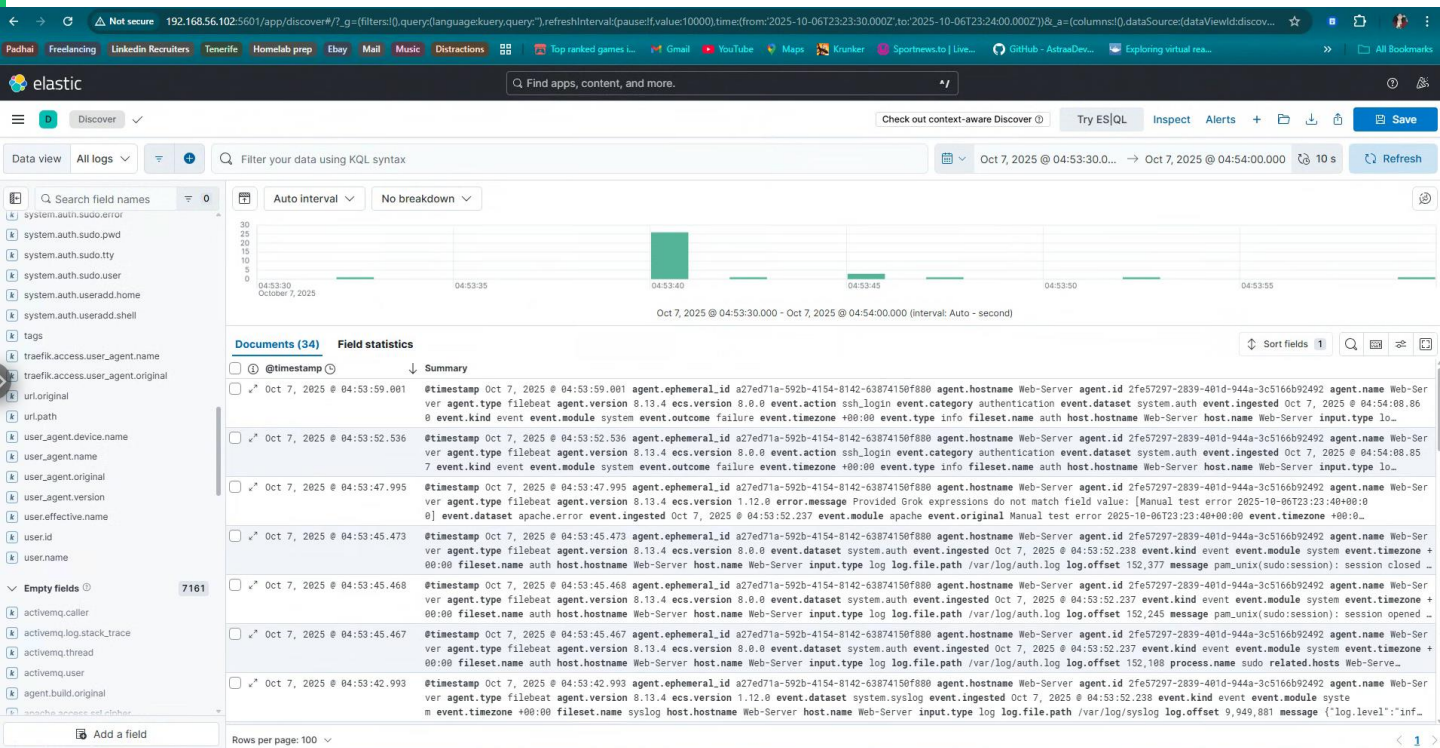 Not secure 192.168.56.102:5601/app/discover#/?_g=(filters:!(),query:(language:kuery,query:''),refreshInterval:(pause:!f,value:10000),time:(from:'2025-10-06T23:23:30.000Z',to:'2025-10-06T23:24:00.000Z'))&_a=(columns:!(),dataSource:(dataViewId:discov...
Padhai Freelancing Linkedin Recruiters Tenerife Homelab prep Ebay Mail Music Distractions Top ranked games i... Gmail YouTube Maps Krunker Sportnews.to | Live... GitHub - AstraaDev... Exploring virtual rea... » All Bookmarks
elastic Find apps, content, and more. ^/
D Discover Check out context-aware Discover Try ES|QL Inspect Alerts Save
Data view All logs Filter your data using KQL syntax Oct 7, 2025 @ 04:53:30.0... → Oct 7, 2025 @ 04:54:00.000 10 s Refresh
Search field names 0 Auto interval No breakdown
system.auth.sudo.error
system.auth.sudo.pwd
system.auth.sudo.tty
system.auth.sudo.user
system.auth.useradd.home
system.auth.useradd.shell
tags
traefik.access.user_agent.name
traefik.access.user_agent.original
url.original
url.path
user_agent.device.name
user_agent.name
user_agent.original
user_agent.version
user.effective.name
user.id
user.name
Empty fields 7161
activemq.caller
activemq.log.stack_trace
activemq.thread
activemq.user
agent.build.original
apache.access.ssl.cipher
Add a field
30
25
20
15
10
5
0
04:53:30 04:53:35 04:53:40 04:53:45 04:53:50 04:53:55
October 7, 2025
Oct 7, 2025 @ 04:53:30.000 - Oct 7, 2025 @ 04:54:00.000 (interval: Auto - second)
Documents (34) Field statistics Sort fields 1
@timestamp Summary
Oct 7, 2025 @ 04:53:59.001 @timestamp Oct 7, 2025 @ 04:53:59.001 agent.ephemeral_id a27ed71a-592b-4154-8142-63874150f880 agent.hostname Web-Server agent.id 2fe57297-2839-401d-944a-3c5166b92492 agent.name Web-Ser
ver agent.type filebeat agent.version 8.13.4 ecs.version 8.0.0 event.action ssh_login event.category authentication event.dataset system.auth event.ingested Oct 7, 2025 @ 04:54:08.86
0 event.kind event event.module system event.outcome failure event.timezone +00:00 event.type info fileset.name auth host.hostname Web-Server host.name Web-Server input.type lo...
Oct 7, 2025 @ 04:53:52.536 @timestamp Oct 7, 2025 @ 04:53:52.536 agent.ephemeral_id a27ed71a-592b-4154-8142-63874150f880 agent.hostname Web-Server agent.id 2fe57297-2839-401d-944a-3c5166b92492 agent.name Web-Ser
ver agent.type filebeat agent.version 8.13.4 ecs.version 8.0.0 event.action ssh_login event.category authentication event.dataset system.auth event.ingested Oct 7, 2025 @ 04:54:08.85
7 event.kind event event.module system event.outcome failure event.timezone +00:00 event.type info fileset.name auth host.hostname Web-Server host.name Web-Server input.type lo...
Oct 7, 2025 @ 04:53:47.995 @timestamp Oct 7, 2025 @ 04:53:47.995 agent.ephemeral_id a27ed71a-592b-4154-8142-63874150f880 agent.hostname Web-Server agent.id 2fe57297-2839-401d-944a-3c5166b92492 agent.name Web-Ser
ver agent.type filebeat agent.version 8.13.4 ecs.version 1.12.0 error.message Provided Grok expressions do not match field value: [Manual test error 2025-10-06T23:23:40+00:0
0] event.dataset apache.error event.ingested Oct 7, 2025 @ 04:53:52.237 event.module apache event.original Manual test error 2025-10-06T23:23:40+00:00 event.timezone +00:0...
Oct 7, 2025 @ 04:53:45.473 @timestamp Oct 7, 2025 @ 04:53:45.473 agent.ephemeral_id a27ed71a-592b-4154-8142-63874150f880 agent.hostname Web-Server agent.id 2fe57297-2839-401d-944a-3c5166b92492 agent.name Web-Ser
ver agent.type filebeat agent.version 8.13.4 ecs.version 8.0.0 event.dataset system.auth event.ingested Oct 7, 2025 @ 04:53:52.238 event.kind event event.module system event.timezone +
00:00 fileset.name auth host.hostname Web-Server host.name Web-Server input.type log log.file.path /var/log/auth.log log.offset 152,377 message pam_unix(sudo:session): session closed ...
Oct 7, 2025 @ 04:53:45.468 @timestamp Oct 7, 2025 @ 04:53:45.468 agent.ephemeral_id a27ed71a-592b-4154-8142-63874150f880 agent.hostname Web-Server agent.id 2fe57297-2839-401d-944a-3c5166b92492 agent.name Web-Ser
ver agent.type filebeat agent.version 8.13.4 ecs.version 8.0.0 event.dataset system.auth event.ingested Oct 7, 2025 @ 04:53:52.237 event.kind event event.module system event.timezone +
00:00 fileset.name auth host.hostname Web-Server host.name Web-Server input.type log log.file.path /var/log/auth.log log.offset 152,245 message pam_unix(sudo:session): session opened ...
Oct 7, 2025 @ 04:53:45.467 @timestamp Oct 7, 2025 @ 04:53:45.467 agent.ephemeral_id a27ed71a-592b-4154-8142-63874150f880 agent.hostname Web-Server agent.id 2fe57297-2839-401d-944a-3c5166b92492 agent.name Web-Ser
ver agent.type filebeat agent.version 8.13.4 ecs.version 8.0.0 event.dataset system.auth event.ingested Oct 7, 2025 @ 04:53:52.237 event.kind event event.module system event.timezone +
00:00 fileset.name auth host.hostname Web-Server host.name Web-Server input.type log log.file.path /var/log/auth.log log.offset 152,108 process.name sudo related.hosts Web-Serve...
Oct 7, 2025 @ 04:53:42.993 @timestamp Oct 7, 2025 @ 04:53:42.993 agent.ephemeral_id a27ed71a-592b-4154-8142-63874150f880 agent.hostname Web-Server agent.id 2fe57297-2839-401d-944a-3c5166b92492 agent.name Web-Ser
ver agent.type filebeat agent.version 8.13.4 ecs.version 1.12.0 event.dataset system.syslog event.ingested Oct 7, 2025 @ 04:53:52.238 event.kind event event.module syste
m event.timezone +00:00 fileset.name syslog host.hostname Web-Server host.name Web-Server input.type log log.file.path /var/log/syslog log.offset 9,949,881 message {"log.level":"inf...
Rows per page: 100 1